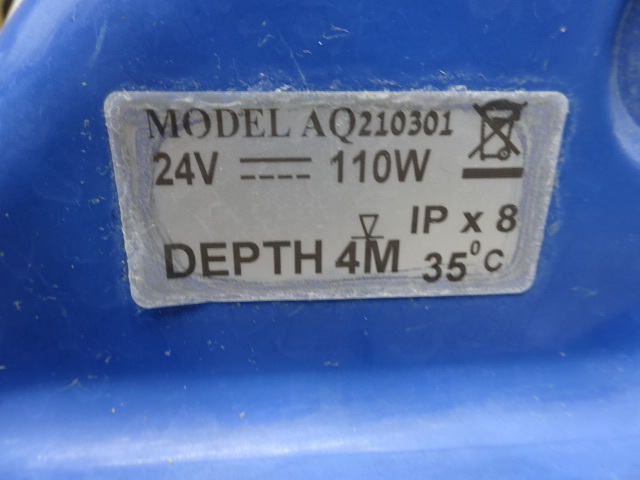 MODEL AQ210301
24V 110W
IP x 8
DEPTH 4M 35°C